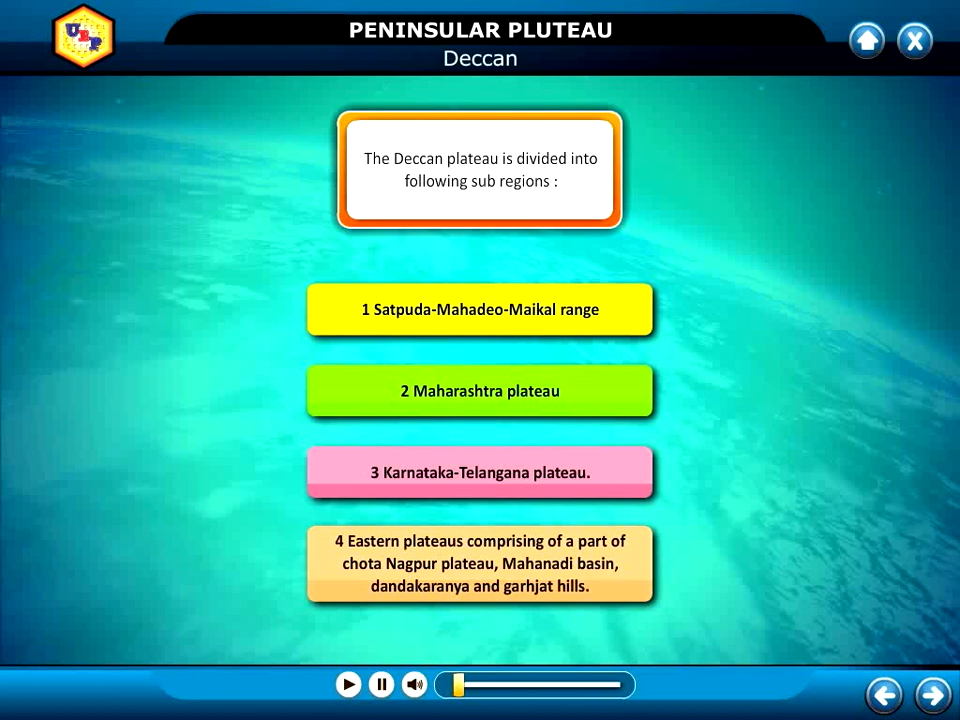 PENINSULAR PLUTEAU
Deccan
The Deccan plateau is divided into
following sub regions :
1 Satpuda-Mahadeo-Maikal range
2 Maharashtra plateau
3 Karnataka-Telangana plateau.
4 Eastern plateaus comprising of a part of
chota Nagpur plateau, Mahanadi basin,
dandakaranya and garhjat hills.